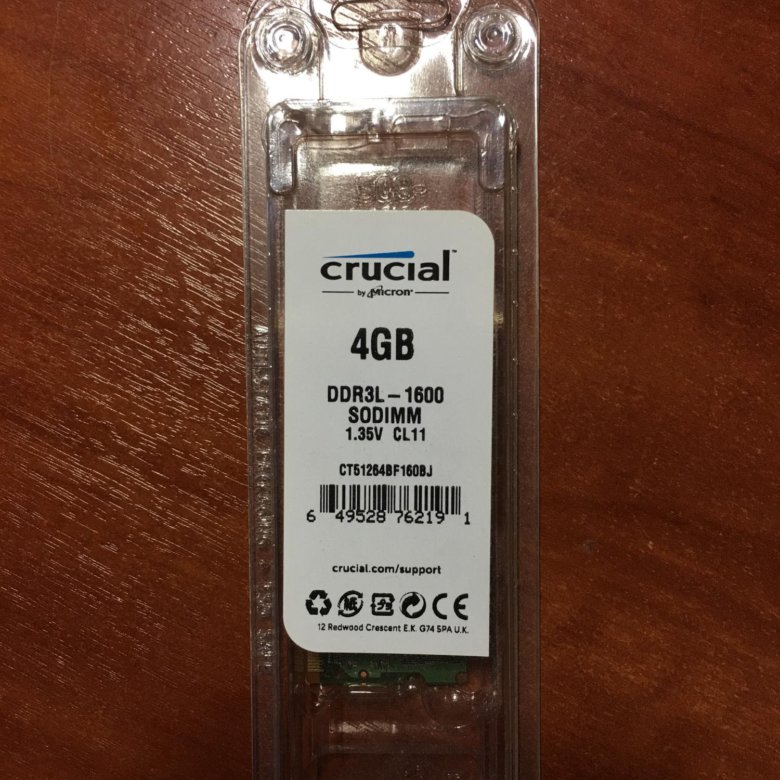 crucial™
by Micron®
4GB
DDR3L-1600
SODIMM
1.35V CL11
CT51264BF160BJ
6 49528 76219 1
crucial.com/support
12 Redwood Crescent E.K. G74 5PA U.K.